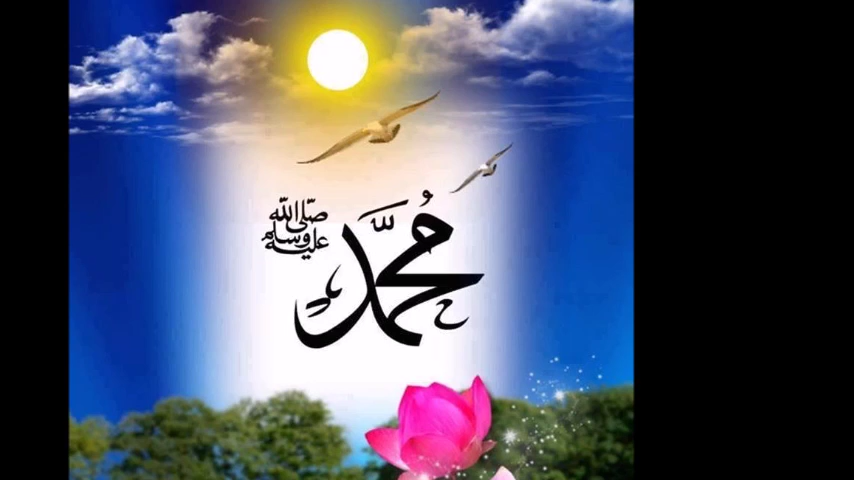 محمد
صلى الله
عليه وسلم